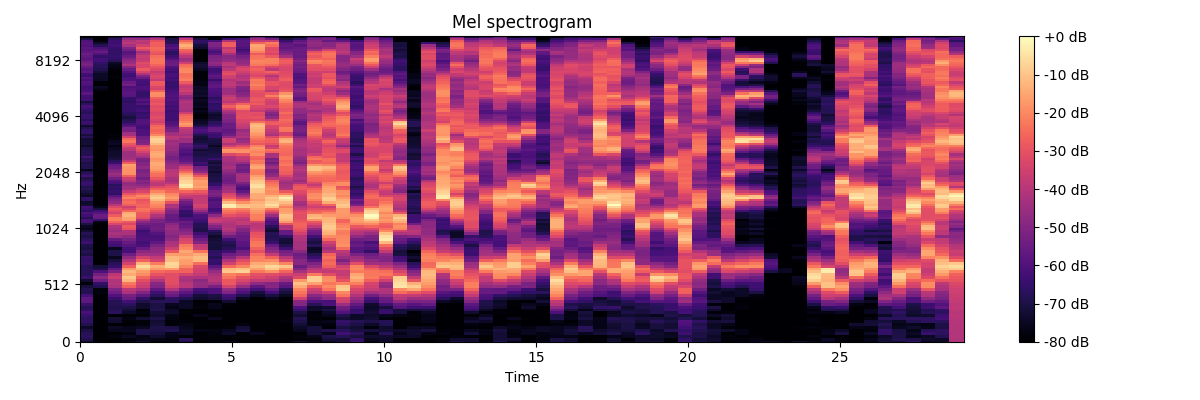 Mel spectrogram
Hz
8192
4096
2048
1024
512
0
0 5 10 15 20 25
Time
+0 dB
-10 dB
-20 dB
-30 dB
-40 dB
-50 dB
-60 dB
-70 dB
-80 dB